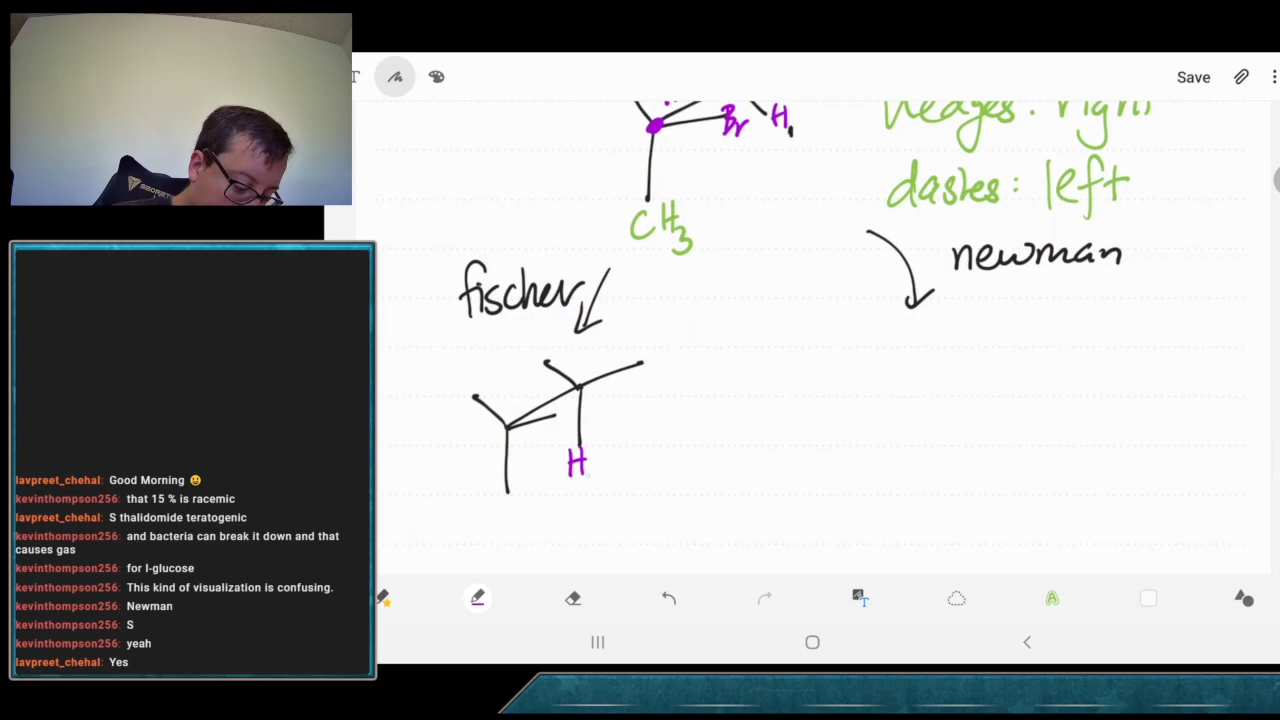 T
Save
wedges: right
Br H
dashes: left
CH3
newman
fischer
H
SECRET
lavpreet_chehal: Good Morning 😃
kevinthompson256: that 15 % is racemic
lavpreet_chehal: S thalidomide teratogenic
kevinthompson256: and bacteria can break it down and that
causes gas
kevinthompson256: for l-glucose
kevinthompson256: This kind of visualization is confusing.
kevinthompson256: Newman
kevinthompson256: S
kevinthompson256: yeah
lavpreet_chehal: Yes
T
A